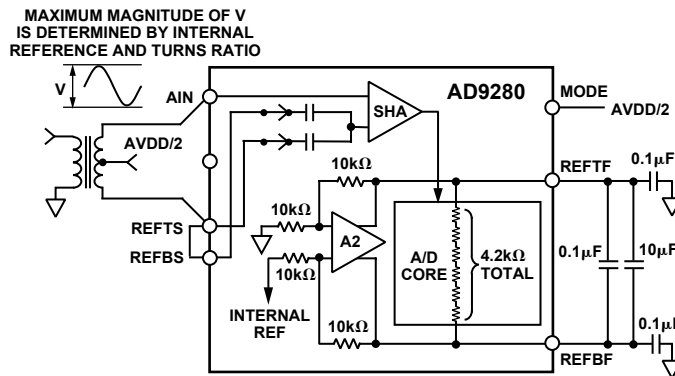 MAXIMUM MAGNITUDE OF V
IS DETERMINED BY INTERNAL
REFERENCE AND TURNS RATIO
V
AIN
SHA
AD9280
MODE
AVDD/2
AVDD/2
10kΩ
REFTF
0.1µF
REFTS
10kΩ
A2
A/D
CORE
4.2kΩ
TOTAL
0.1µF
10µF
REFBS
10kΩ
INTERNAL
REF
10kΩ
0.1µF
REFBF